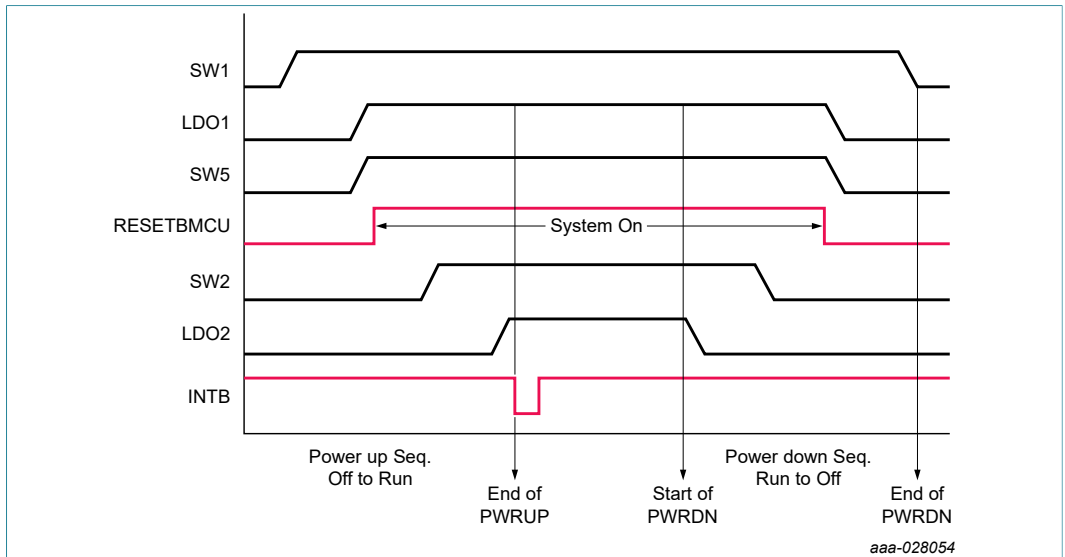 SW1
LDO1
SW5
RESETBMCU
System On
SW2
LDO2
INTB
Power up Seq.
Off to Run
End of
PWRUP
Start of
PWRDN
Power down Seq.
Run to Off
End of
PWRDN
aaa-028054